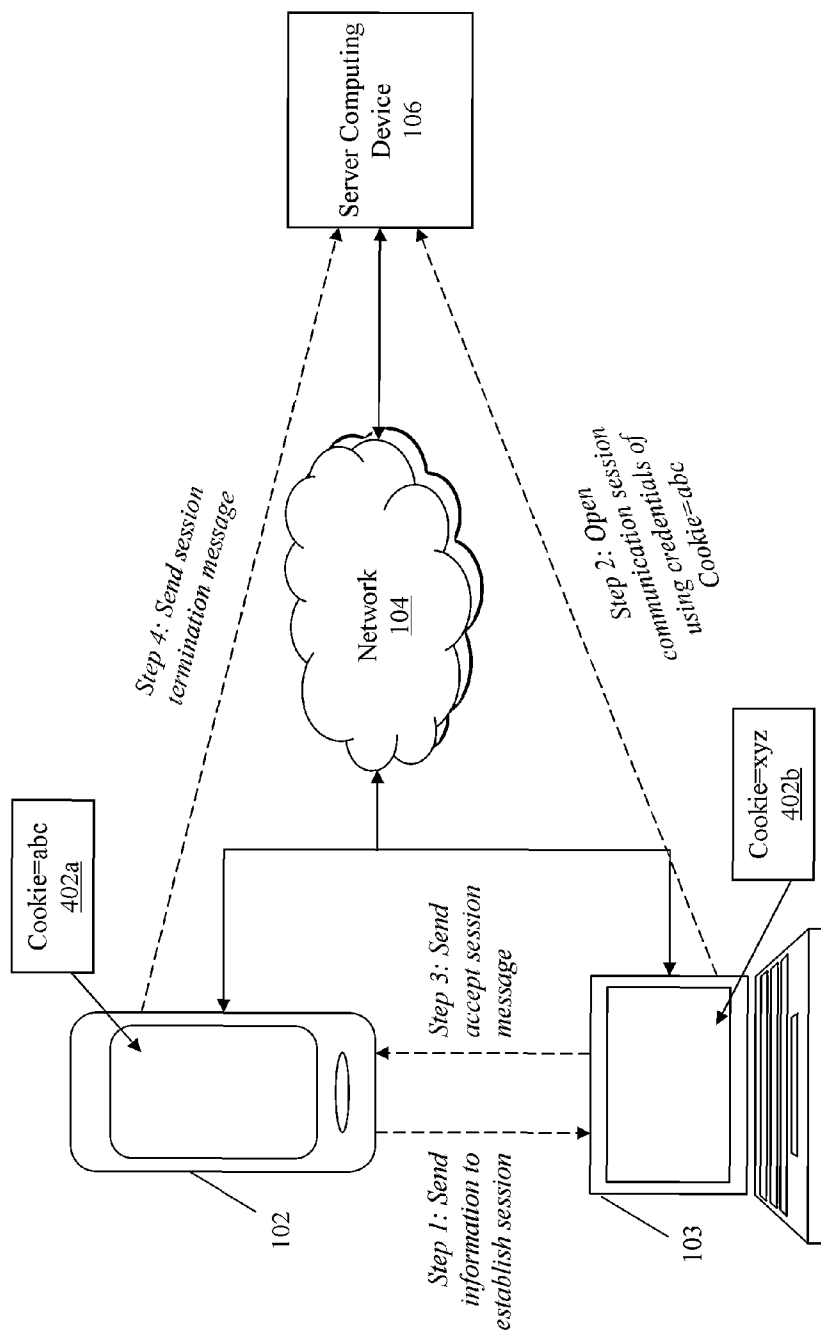 Cookie=abc
402a
102
Step 1: Send
information to
establish session
Step 3: Send
accept session
message
103
Cookie=xyz
402b
Step 4: Send session
termination message
Network
104
Step 2: Open
communication session
using credentials of
Cookie=abc
Server Computing
Device
106